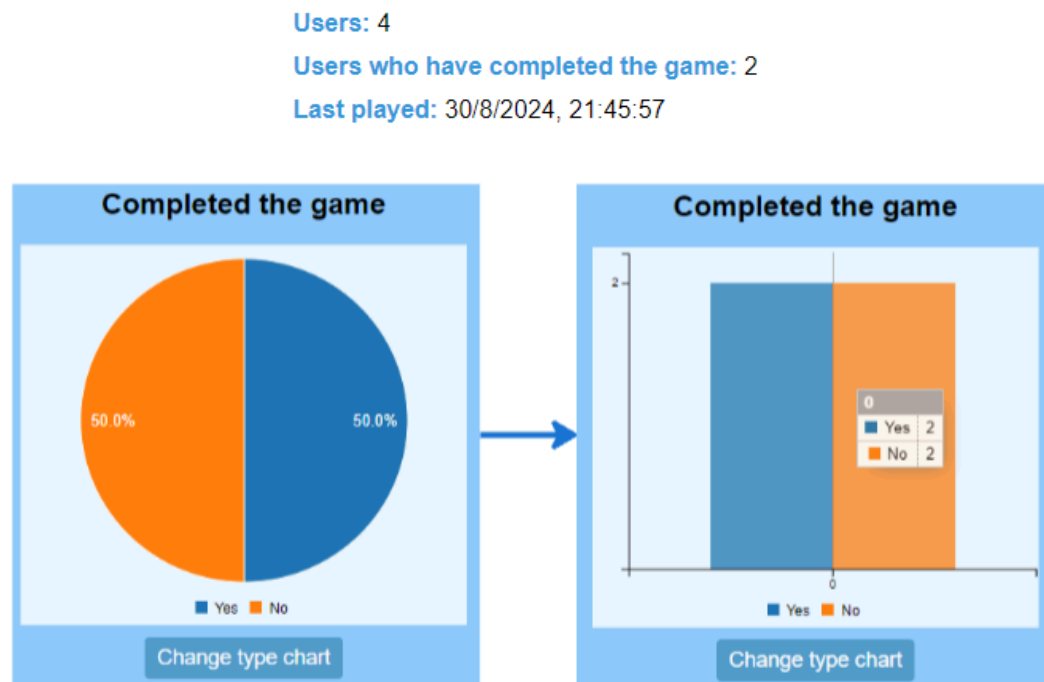 Users: 4
Users who have completed the game: 2
Last played: 30/8/2024, 21:45:57
Completed the game
50.0% 50.0%
Yes No
Change type chart
Completed the game
2
0
Yes 2
No 2
0
Yes No
Change type chart